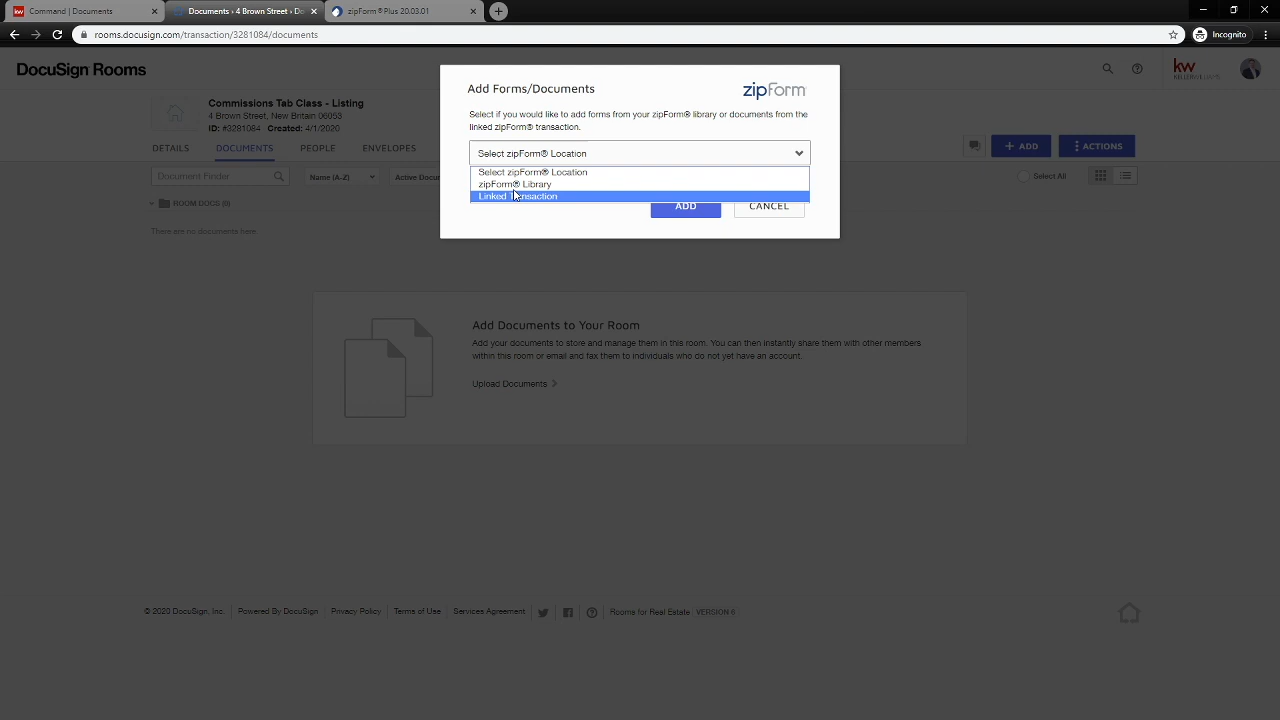 Command | Documents
Documents › 4 Brown Street › Do
zipForm® Plus 20.03.01
rooms.docusign.com/transaction/3281084/documents
Incognito
DocuSign Rooms
Commissions Tab Class - Listing
4 Brown Street, New Britain 06053
ID: #3281084 Created: 4/1/2020
kw
KELLERWILLIAMS
DETAILS
DOCUMENTS
PEOPLE
ENVELOPES
+ ADD
ACTIONS
Document Finder
Name (A-Z)
Active Docur
Select All
ROOM DOCS (0)
There are no documents here
Add Forms/Documents
zipForm
Select if you would like to add forms from your zipForm® library or documents from the
linked zipForm® transaction.
Select zipForm® Location
Select zipForm® Location
zipForm® Library
Linked Transaction
ADD
CANCEL
Add Documents to Your Room
Add your documents to store and manage them in this room. You can then instantly share them with other members
within this room or email and fax them to individuals who do not yet have an account.
Upload Documents
© 2020 DocuSign, Inc.
Powered By DocuSign
Privacy Policy
Terms of Use
Services Agreement
Rooms for Real Estate VERSION 6